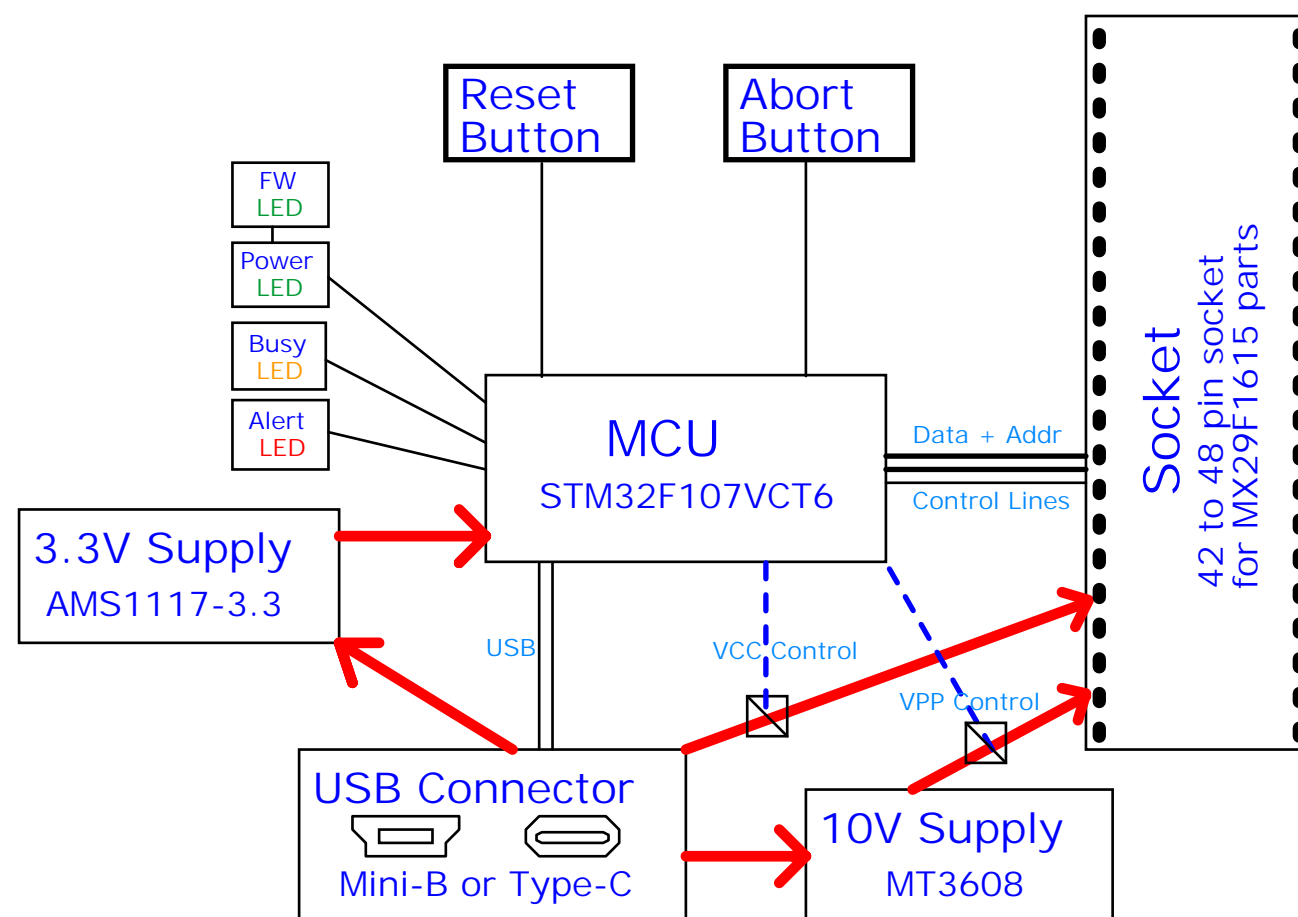 Reset
Button
Abort
Button
FW
LED
Power
LED
Busy
LED
Alert
LED
MCU
STM32F107VCT6
Data + Addr
Control Lines
Socket
42 to 48 pin socket
for MX29F1615 parts
3.3V Supply
AMS1117-3.3
USB
VCC Control
VPP Control
USB Connector
Mini-B or Type-C
10V Supply
MT3608